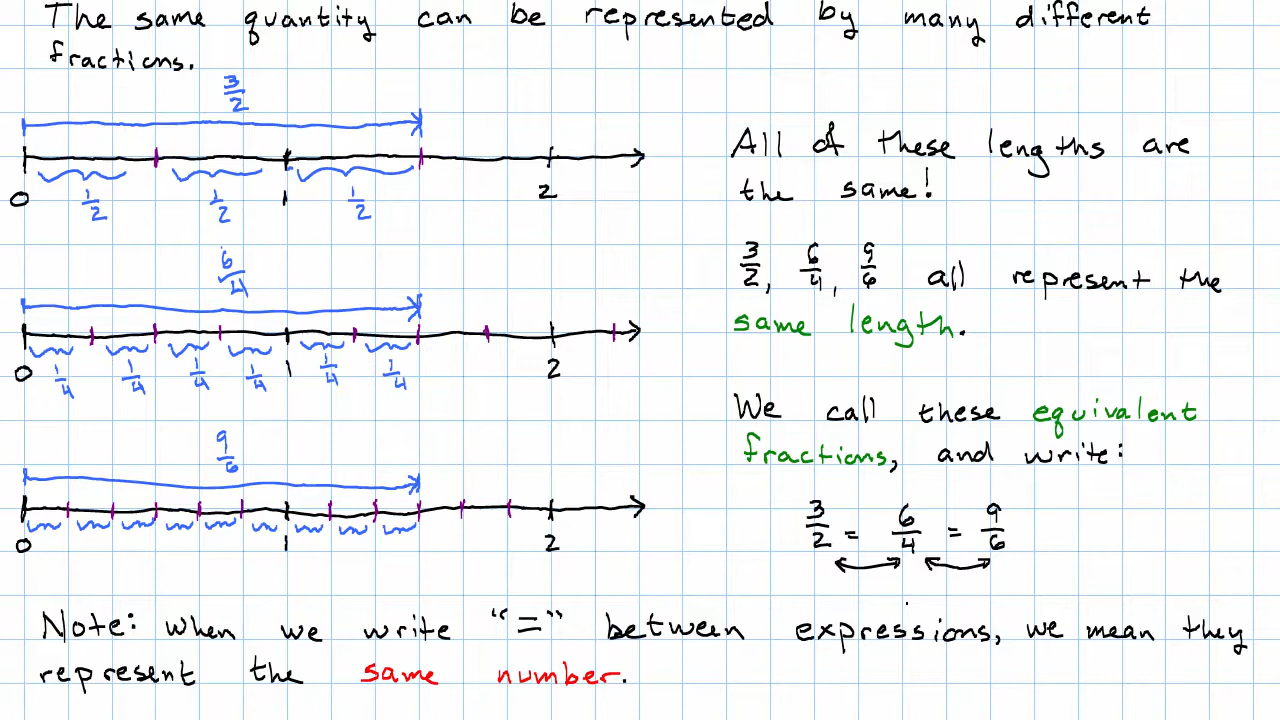 The same quantity can be represented by many different
fractions.
3/2
0 1/2 1/2 1 1/2 2
6/4
0 1/4 1/4 1/4 1/4 1 1/4 1/4 2
9/6
0 1 2
All of these lengths are
the same!
3/2, 6/4, 9/6 all represent the
same length.
We call these equivalent
fractions, and write:
3/2 = 6/4 = 9/6
Note: when we write "=" between expressions, we mean they
represent the same number.